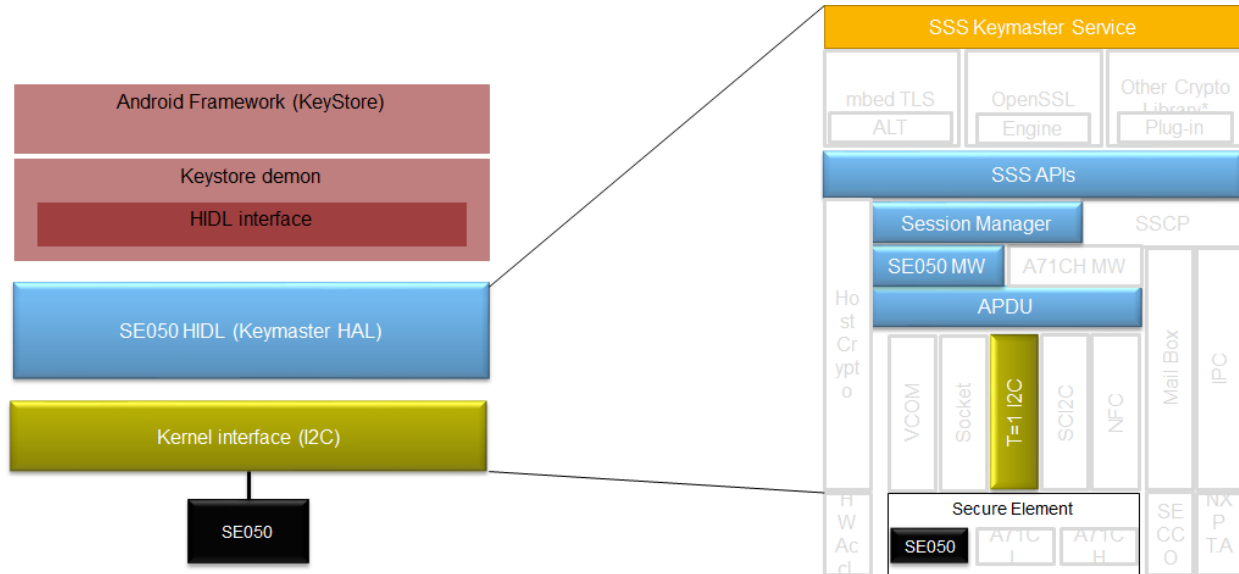 Android Framework (KeyStore)
Keystore demon
HIDL interface
SE050 HIDL (Keymaster HAL)
Kernel interface (I2C)
SE050
SSS Keymaster Service
mbed TLS
ALT
OpenSSL
Engine
Other Crypto
Library*
Plug-in
SSS APIs
Session Manager
SSCP
SE050 MW
A71CH MW
APDU
Ho
st
Cr
ypt
o
VCOM
Socket
T=1 I2C
SCI2C
NFC
Mail Box
IPC
H
W
Ac
cl
Secure Element
SE050
A71C
H
SE
CC
O
NX
P
T.A